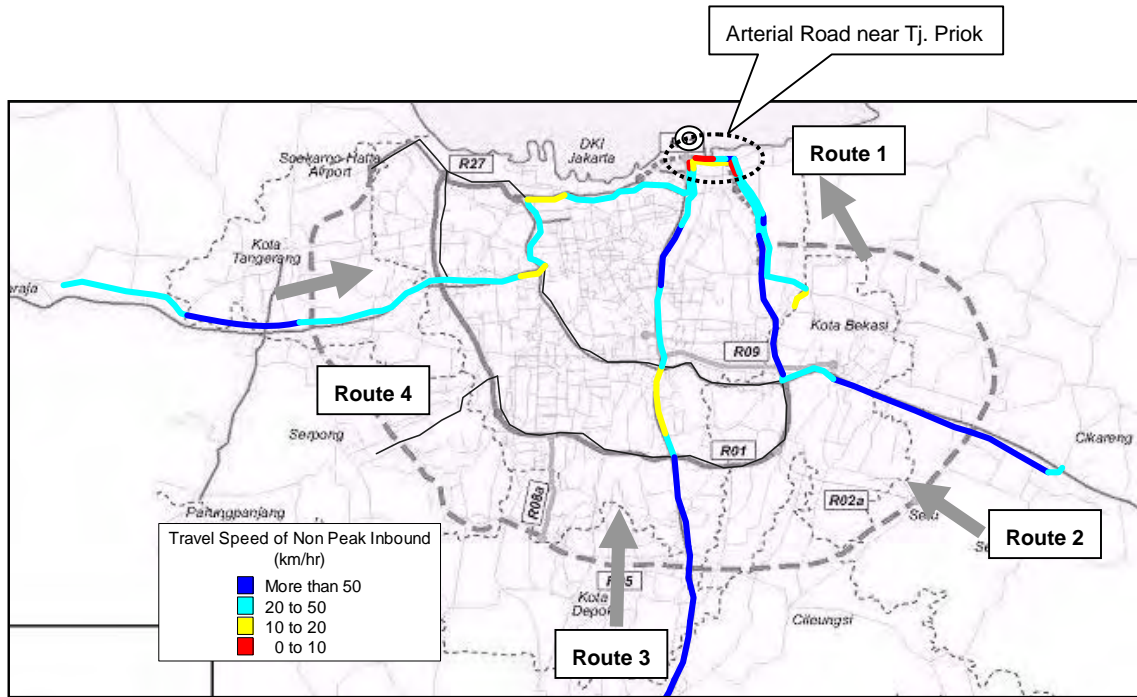 Arterial Road near Tj. Priok
DKI
Jakarta
Soekarno-Hatta
Airport
R27
Route 1
Kota
Tangerang
Kota Bekasi
R09
Route 4
Serpong
R01
Cikareng
R08a
R02a
Route 2
Parungpanjang
Travel Speed of Non Peak Inbound
(km/hr)
More than 50
20 to 50
10 to 20
0 to 10
Kota
Depok
Cileungsi
Route 3